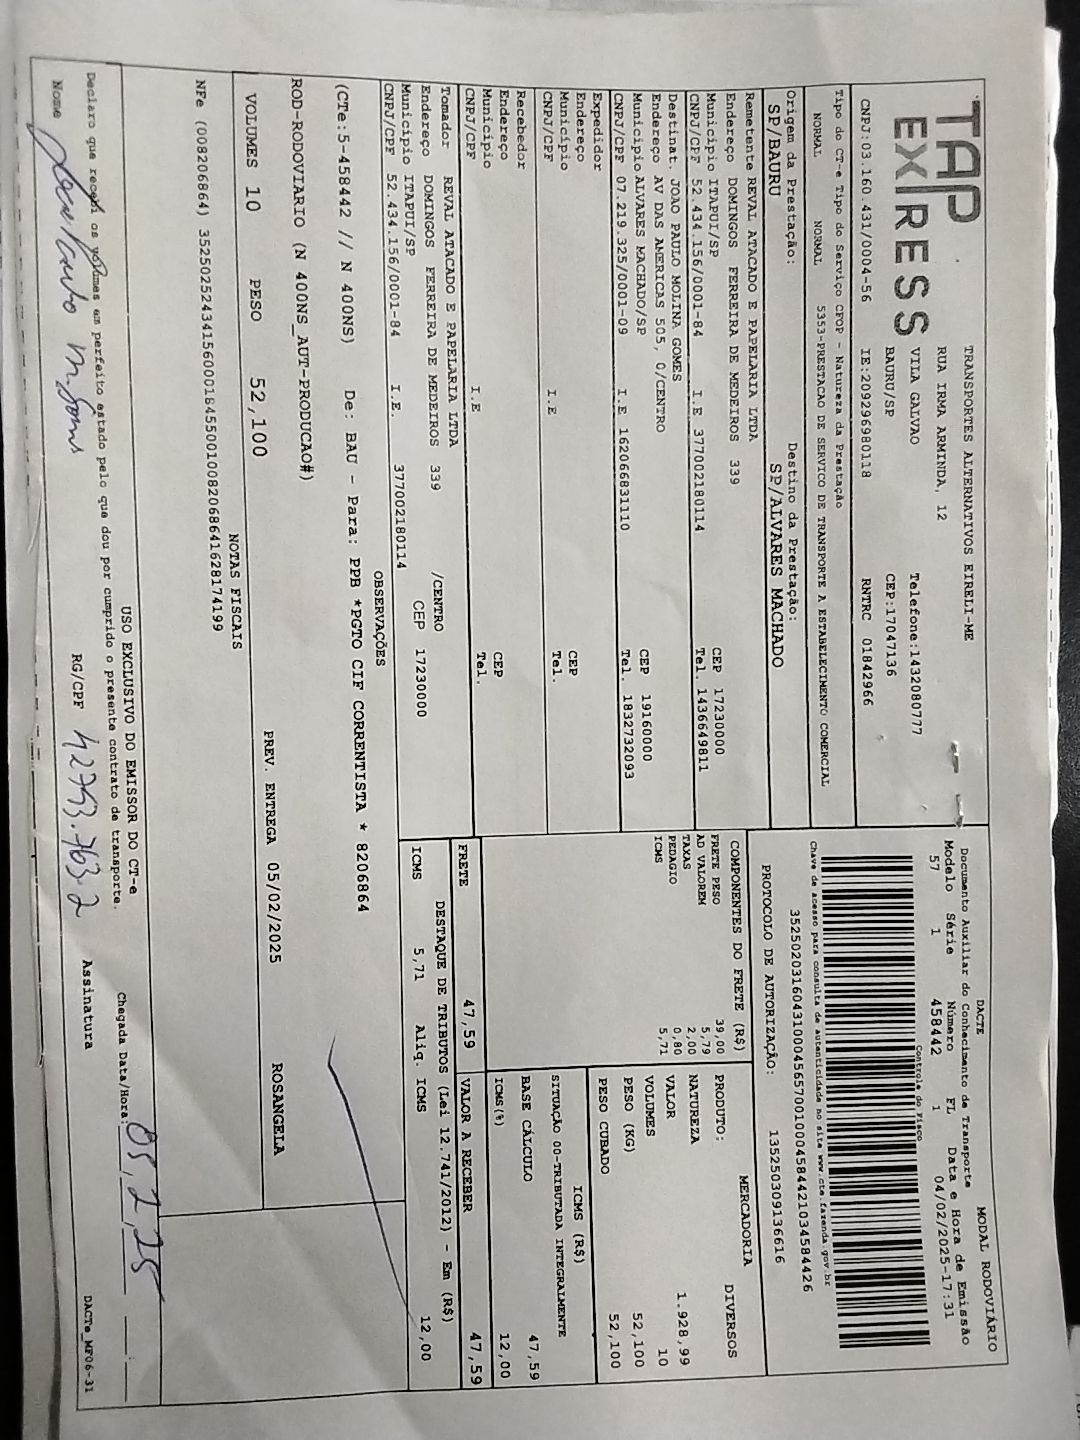 TAP
EXPRESS
TRANSPORTES ALTERNATIVOS EIRELI-ME
RUA IRMA ARMINDA, 12
VILA GALVAO Telefone:1432080777
BAURU/SP CEP:17047136
CNPJ:03.160.431/0004-56 IE:209296980118 RNTRC 01842966
DACTE MODAL RODOVIÁRIO
Documento Auxiliar do Conhecimento de Transporte
Modelo Série Número FL Data e Hora de Emissão
57 1 458442 1 04/02/2025-17:31
Controle do Fisco
Chave de acesso para consulta de autenticidade no site www.cte.fazenda.gov.br
35250203160431000456570010004584421034584426
PROTOCOLO DE AUTORIZAÇÃO: 135250309136616
Tipo do CT-e Tipo do Serviço CFOP - Natureza da Prestação
NORMAL NORMAL 5353-PRESTACAO DE SERVICO DE TRANSPORTE A ESTABELECIMENTO COMERCIAL
Origem da Prestação: Destino da Prestação:
SP/BAURU SP/ALVARES MACHADO
Remetente REVAL ATACADO E PAPELARIA LTDA
Endereço DOMINGOS FERREIRA DE MEDEIROS 339
Município ITAPUI/SP CEP 17230000
CNPJ/CPF 52.434.156/0001-84 I.E 377002180114 Tel. 1436649811
Destinat. JOAO PAULO MOLINA GOMES
Endereço AV DAS AMERICAS 505, 0/CENTRO
Município ALVARES MACHADO/SP CEP 19160000
CNPJ/CPF 07.219.325/0001-09 I.E 162066831110 Tel. 1832732093
Expedidor
Endereço
Município CEP
CNPJ/CPF I.E Tel.
Recebedor
Endereço
Município CEP
CNPJ/CPF I.E Tel.
Tomador REVAL ATACADO E PAPELARIA LTDA
Endereço DOMINGOS FERREIRA DE MEDEIROS 339 /CENTRO
Município ITAPUI/SP CEP 17230000
CNPJ/CPF 52.434.156/0001-84 I.E. 377002180114
COMPONENTES DO FRETE (R$)
FRETE PESO 39,00
AD VALOREM 5,79
TAXAS 2,00
PEDAGIO 0,80
ICMS 5,71
PRODUTO: MERCADORIA
NATUREZA DIVERSOS
VALOR 1.928,99
VOLUMES 10
PESO (KG) 52,100
PESO CUBADO 52,100
ICMS (R$)
SITUAÇÃO 00-TRIBUTADA INTEGRALMENTE
BASE CÁLCULO 47,59
ICMS(%) 12,00
FRETE 47,59 VALOR A RECEBER 47,59
DESTAQUE DE TRIBUTOS (Lei 12.741/2012) - Em (R$)
ICMS 5,71 Aliq. ICMS 12,00
OBSERVAÇÕES
(CTe:5-458442 // N 400NS) De: BAU - Para: PPB *PGTO CIF CORRENTISTA * 8206864
ROD-RODOVIARIO (N 400NS_AUT-PRODUCAO#)
VOLUMES 10 PESO 52,100 PREV. ENTREGA 05/02/2025 ROSANGELA
NOTAS FISCAIS
NFe (008206864) 35250252434156000184550010082068641628174199
USO EXCLUSIVO DO EMISSOR DO CT-e
Declaro que recebi os volumes em perfeito estado pelo que dou por cumprido o presente contrato de transporte. Chegada Data/Hora: 05/2/25
Nome RG/CPF 42753.763-2 Assinatura
DACTe_MF06-31